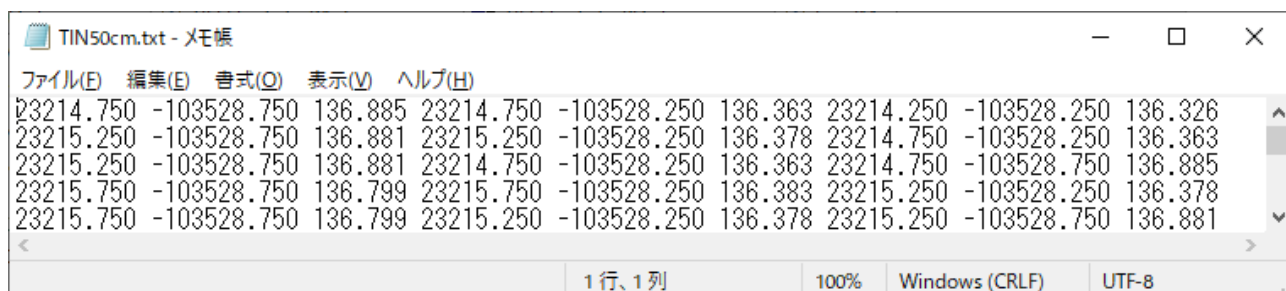 TIN50cm.txt - メモ帳
ファイル(F) 編集(E) 書式(O) 表示(V) ヘルプ(H)
23214.750 -103528.750 136.885 23214.750 -103528.250 136.363 23214.250 -103528.250 136.326
23215.250 -103528.750 136.881 23215.250 -103528.250 136.378 23214.750 -103528.250 136.363
23215.250 -103528.750 136.881 23214.750 -103528.250 136.363 23214.750 -103528.750 136.885
23215.750 -103528.750 136.799 23215.750 -103528.250 136.383 23215.250 -103528.250 136.378
23215.750 -103528.750 136.799 23215.250 -103528.250 136.378 23215.250 -103528.750 136.881
1 行、1 列 100% Windows (CRLF) UTF-8